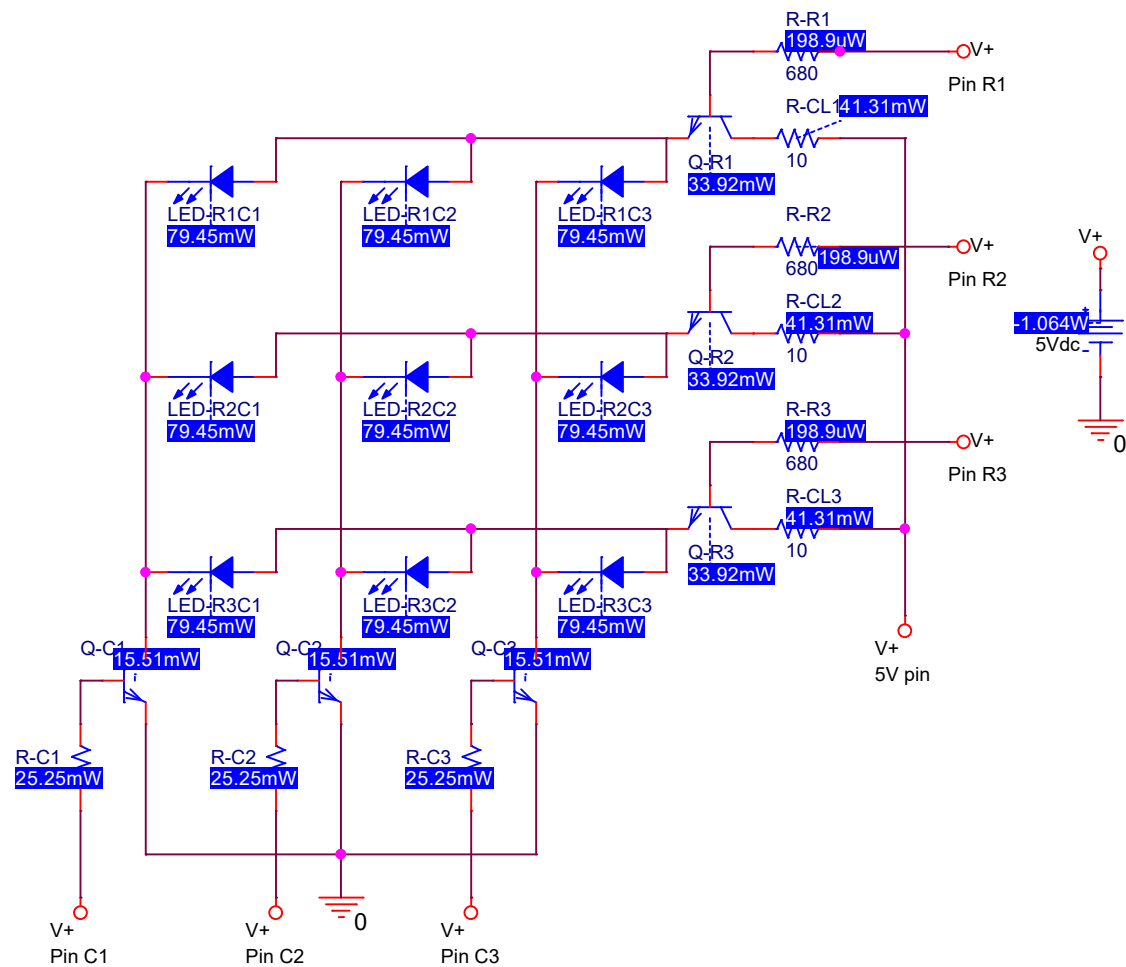 R-R1
198.9uW
680
V+
Pin R1
R-CL1
41.31mW
10
Q-R1
33.92mW
LED-R1C1
79.45mW
LED-R1C2
79.45mW
LED-R1C3
79.45mW
R-R2
680
198.9uW
V+
Pin R2
V+
-1.064W
5Vdc
0
R-CL2
41.31mW
10
Q-R2
33.92mW
LED-R2C1
79.45mW
LED-R2C2
79.45mW
LED-R2C3
79.45mW
R-R3
198.9uW
680
V+
Pin R3
R-CL3
41.31mW
10
Q-R3
33.92mW
LED-R3C1
79.45mW
LED-R3C2
79.45mW
LED-R3C3
79.45mW
Q-C1
15.51mW
Q-C2
15.51mW
Q-C3
15.51mW
V+
5V pin
R-C1
25.25mW
R-C2
25.25mW
R-C3
25.25mW
0
V+
Pin C1
V+
Pin C2
V+
Pin C3